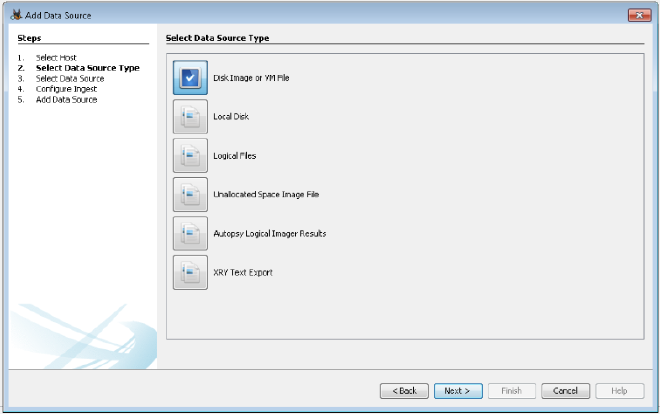 Add Data Source
Steps
1. Select Host
2. Select Data Source Type
3. Select Data Source
4. Configure Ingest
5. Add Data Source
Select Data Source Type
Disk Image or VM File
Local Disk
Logical Files
Unallocated Space Image File
Autopsy Logical Imager Results
XRY Text Export
< Back
Next >
Finish
Cancel
Help